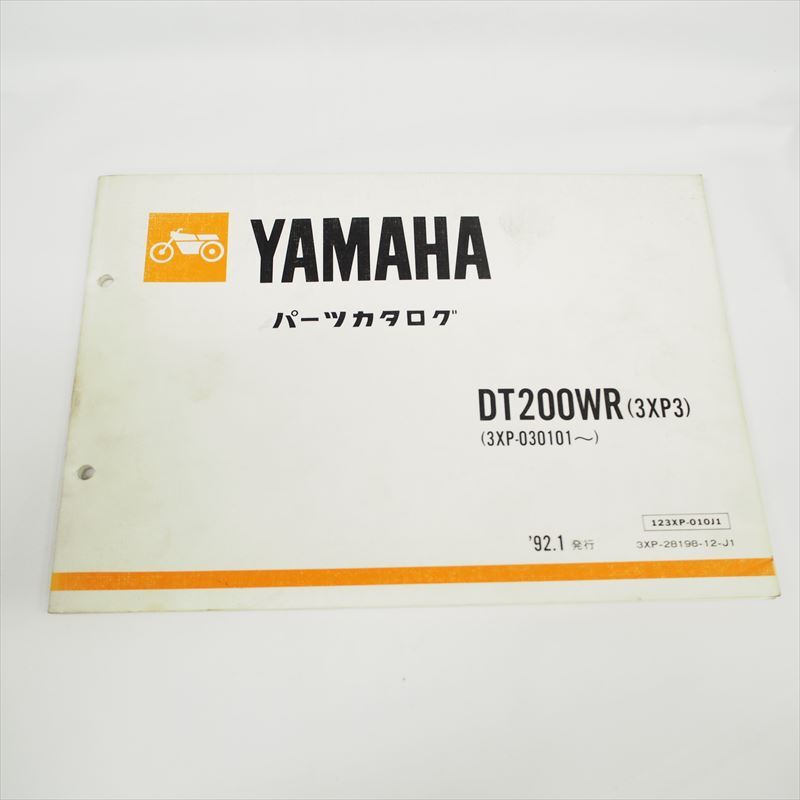 YAMAHA
パーツカタログ
DT200WR(3XP3)
(3XP-030101～)
123XP-010J1
'92.1 発行
3XP-28198-12-J1